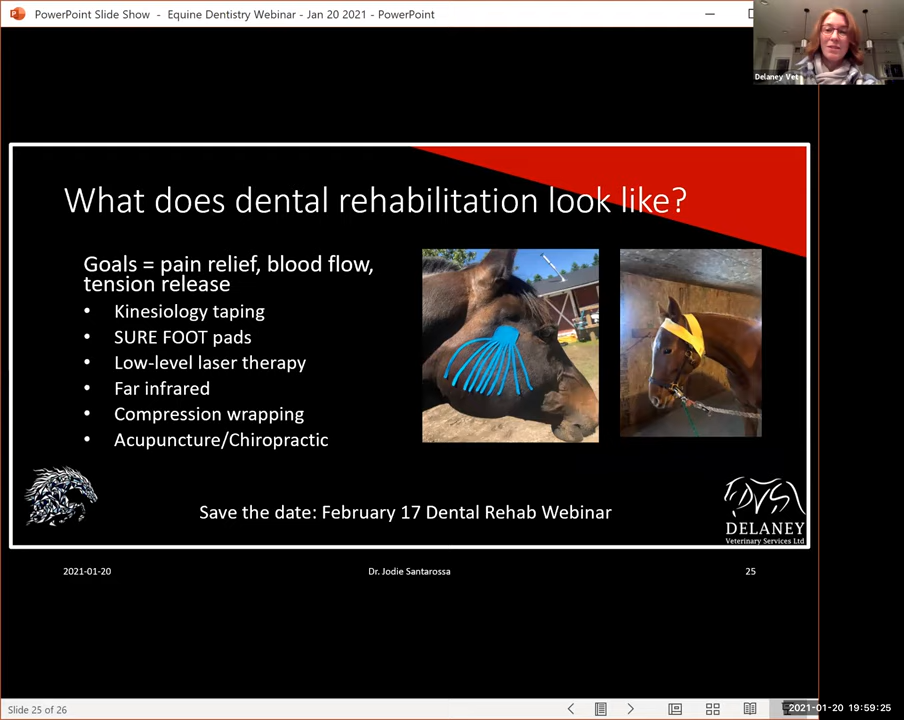 PowerPoint Slide Show - Equine Dentistry Webinar - Jan 20 2021 - PowerPoint
Delaney Vet
What does dental rehabilitation look like?
Goals = pain relief, blood flow,
tension release
• Kinesiology taping
• SURE FOOT pads
• Low-level laser therapy
• Far infrared
• Compression wrapping
• Acupuncture/Chiropractic
Save the date: February 17 Dental Rehab Webinar
DVS
DELANEY
Veterinary Services Ltd
2021-01-20
Dr. Jodie Santarossa
25
Slide 25 of 26
2021-01-20 19:59:25